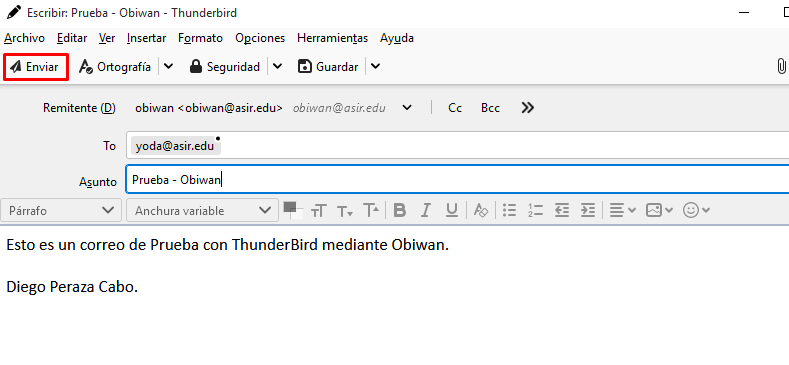 Escribir: Prueba - Obiwan - Thunderbird
Archivo Editar Ver Insertar Formato Opciones Herramientas Ayuda
Enviar Ortografía Seguridad Guardar
Remitente (D) obiwan <obiwan@asir.edu> obiwan@asir.edu Cc Bcc
To yoda@asir.edu
Asunto Prueba - Obiwan
Párrafo Anchura variable B I U
Esto es un correo de Prueba con ThunderBird mediante Obiwan.
Diego Peraza Cabo.